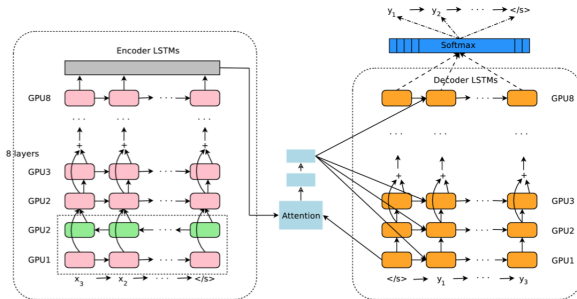 y1 y2 </s>
Softmax
Encoder LSTMs
Decoder LSTMs
GPU8
GPU8
8 layers
GPU3
GPU2
GPU2
GPU1
Attention
GPU3
GPU2
GPU1
x3 x2 </s>
</s> y1 y3